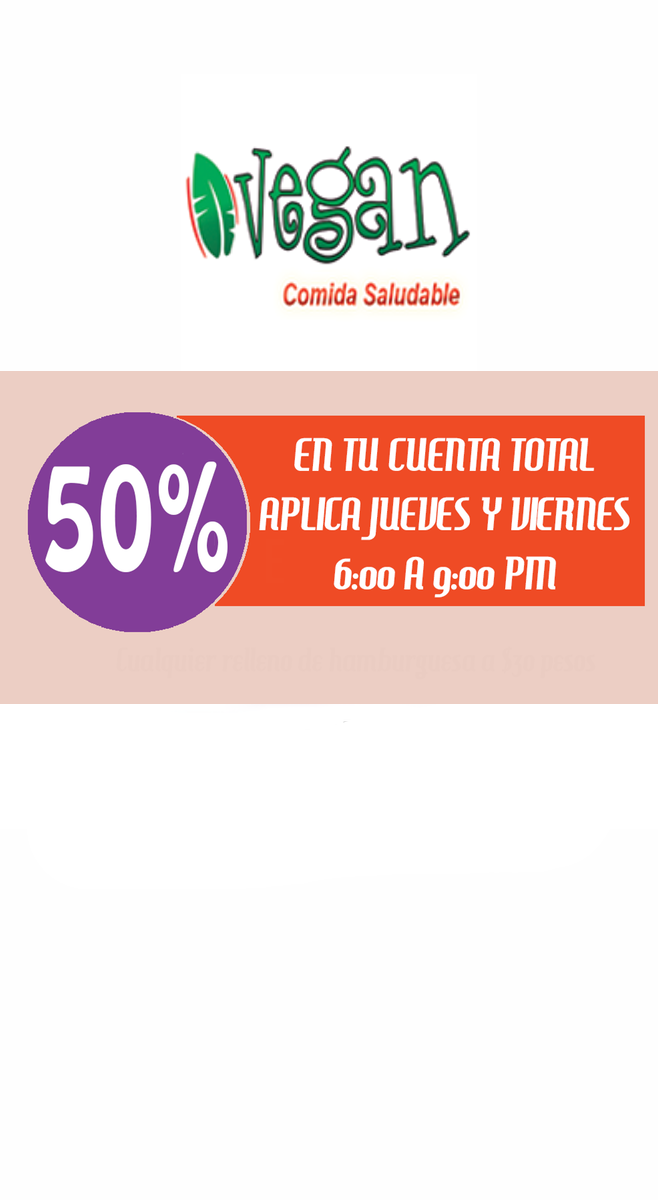 Vegan
Comida Saludable
50%
EN TU CUENTA TOTAL
APLICA JUEVES Y VIERNES
6:00 A 9:00 PM